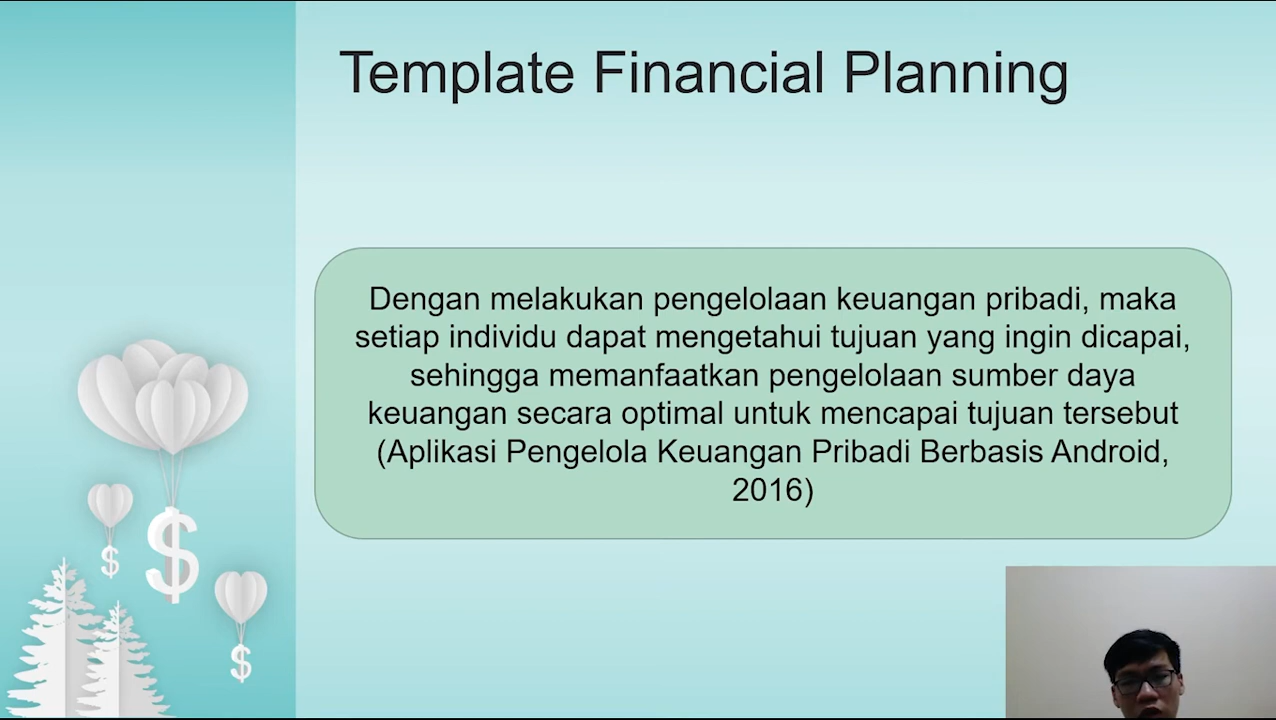 Template Financial Planning
Dengan melakukan pengelolaan keuangan pribadi, maka
setiap individu dapat mengetahui tujuan yang ingin dicapai,
sehingga memanfaatkan pengelolaan sumber daya
keuangan secara optimal untuk mencapai tujuan tersebut
(Aplikasi Pengelola Keuangan Pribadi Berbasis Android,
2016)
$
$
$